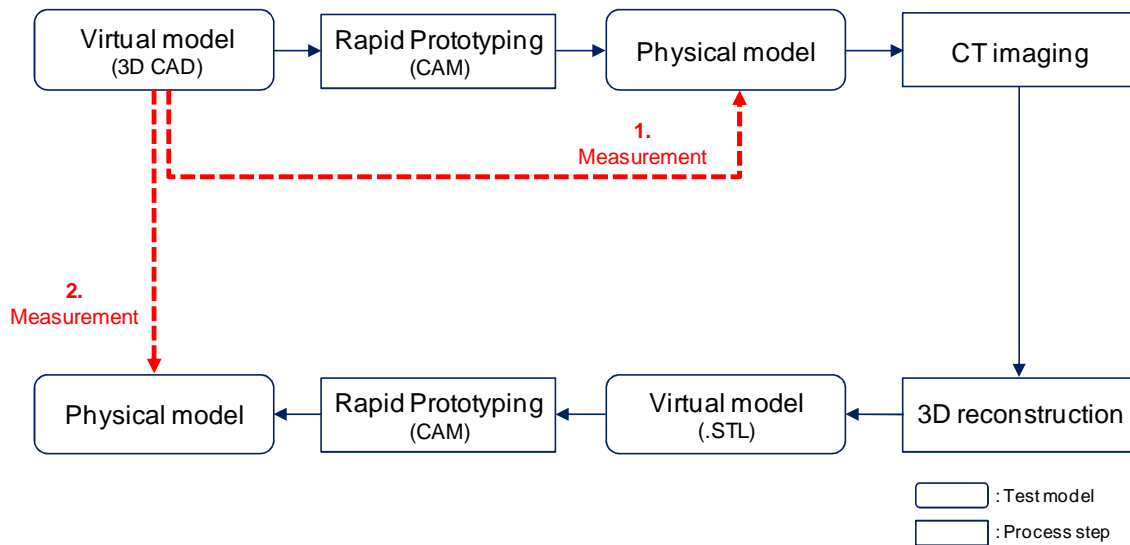 Virtual model
(3D CAD)
Rapid Prototyping
(CAM)
Physical model
CT imaging
1.
Measurement
2.
Measurement
Physical model
Rapid Prototyping
(CAM)
Virtual model
(.STL)
3D reconstruction
: Test model
: Process step